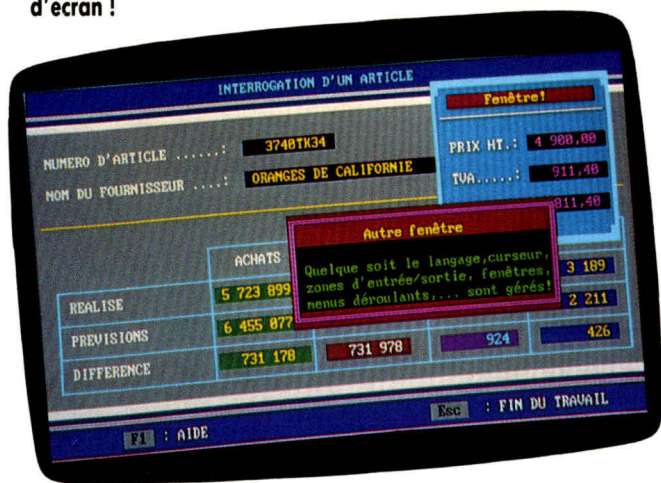 d'écran !
INTERROGATION D'UN ARTICLE
Fenêtre!
NUMERO D'ARTICLE ......: 3740TK34
PRIX HT.: 4 900,00
NOM DU FOURNISSEUR ....: ORANGES DE CALIFORNIE
TVA.....: 911,40
811,40
Autre fenêtre
Quelque soit le langage,curseur,
zones d'entrée/sortie, fenêtres,
menus déroulants,... sont gérés!
ACHATS
REALISE 5 723 899 3 189
PREVISIONS 6 455 077 2 211
DIFFERENCE 731 178 731 978 924 426
F1 : AIDE
Esc : FIN DU TRAVAIL